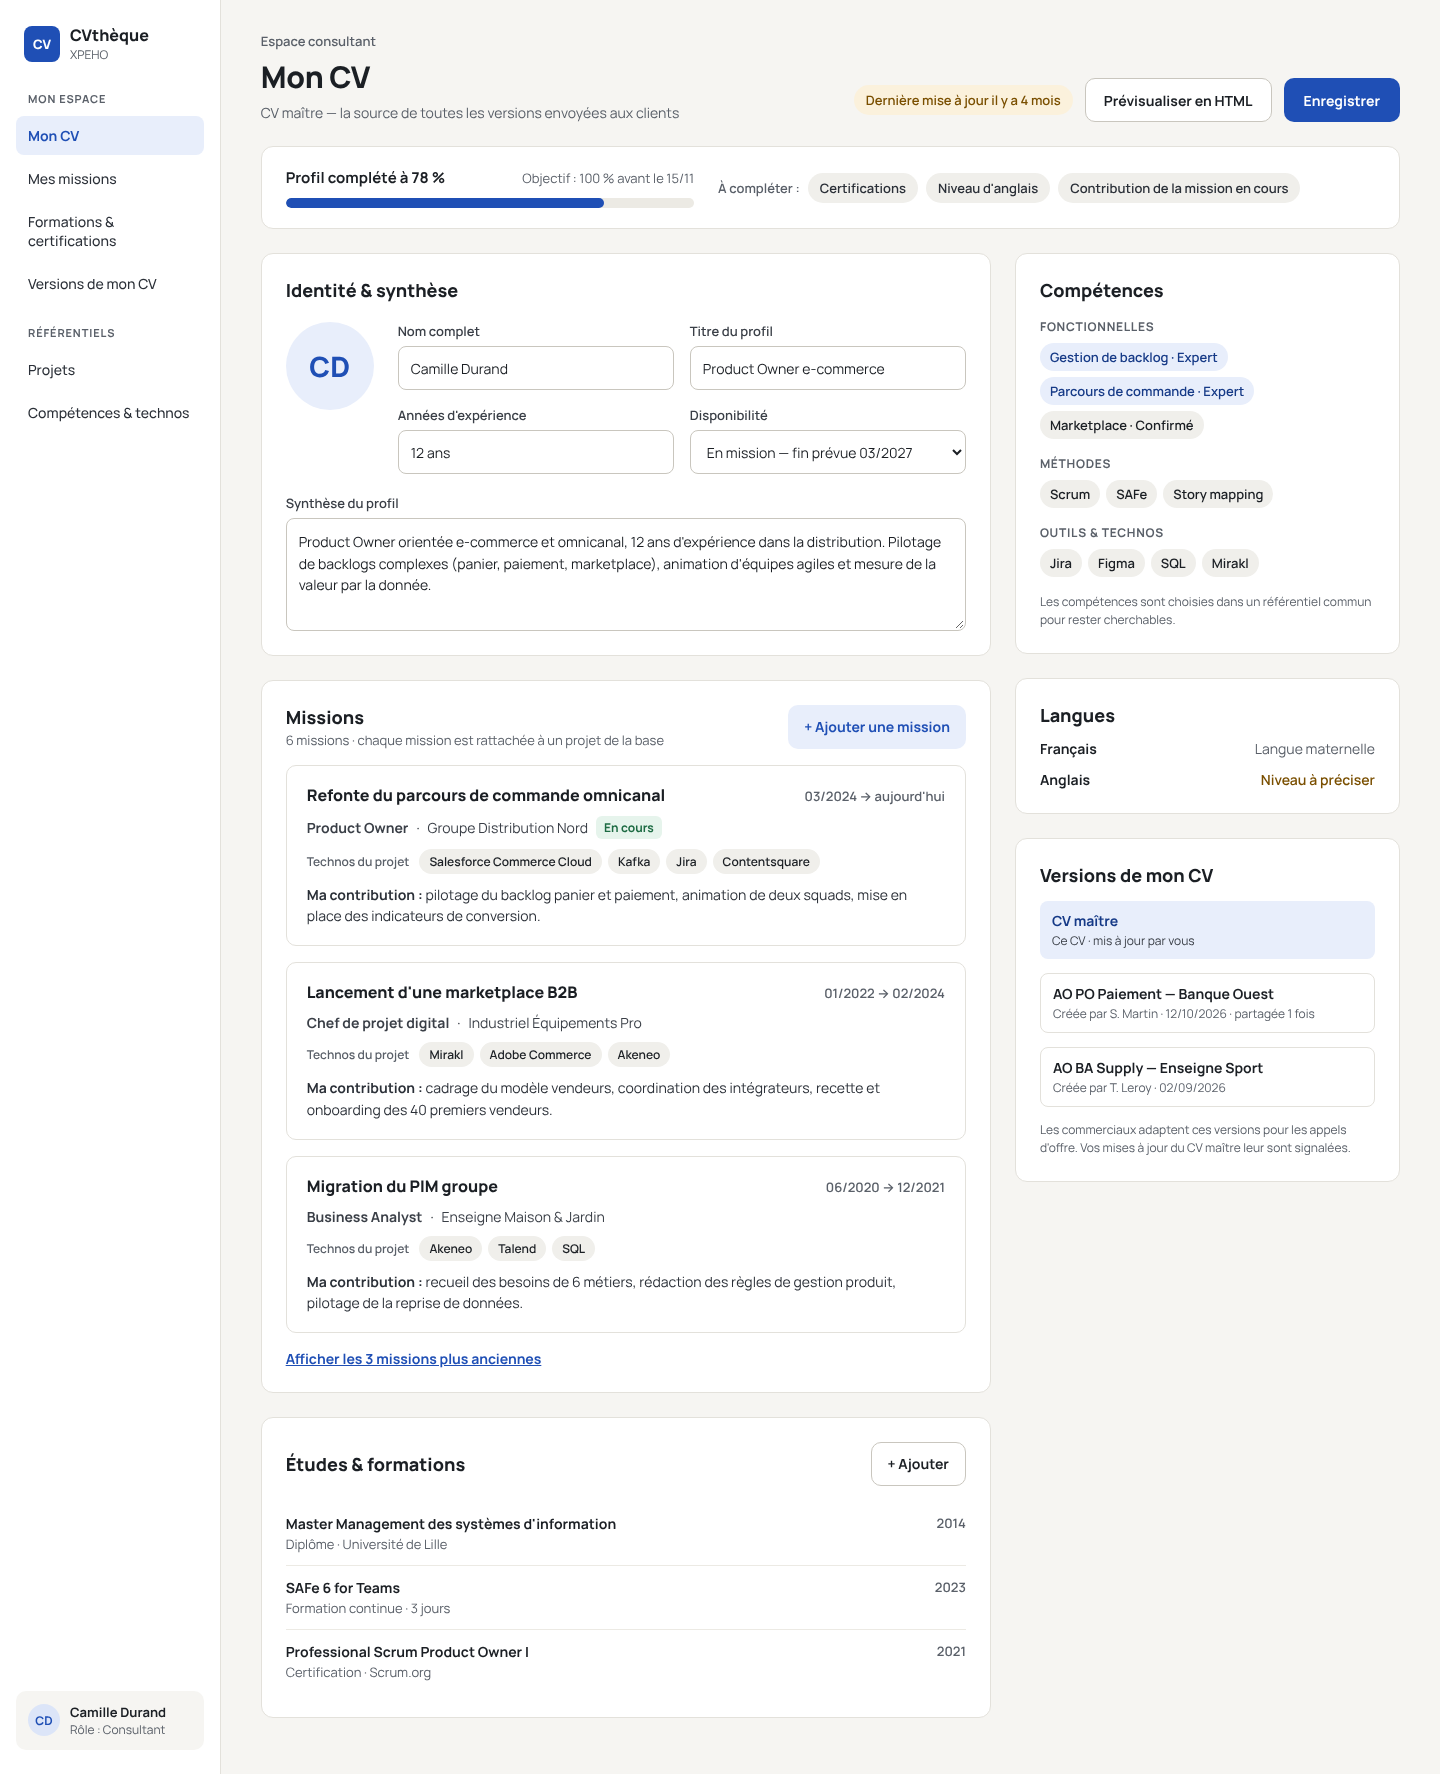 CV
CVthèque
XPEHO
MON ESPACE
Mon CV
Mes missions
Formations &
certifications
Versions de mon CV
RÉFÉRENTIELS
Projets
Compétences & technos
CD
Camille Durand
Rôle : Consultant
Espace consultant
Mon CV
CV maître — la source de toutes les versions envoyées aux clients
Dernière mise à jour il y a 4 mois
Prévisualiser en HTML
Enregistrer
Profil complété à 78 %
Objectif : 100 % avant le 15/11
À compléter :
Certifications
Niveau d'anglais
Contribution de la mission en cours
Identité & synthèse
CD
Nom complet
Camille Durand
Titre du profil
Product Owner e-commerce
Années d'expérience
12 ans
Disponibilité
En mission — fin prévue 03/2027
Synthèse du profil
Product Owner orientée e-commerce et omnicanal, 12 ans d'expérience dans la distribution. Pilotage
de backlogs complexes (panier, paiement, marketplace), animation d'équipes agiles et mesure de la
valeur par la donnée.
Missions
6 missions · chaque mission est rattachée à un projet de la base
+ Ajouter une mission
Refonte du parcours de commande omnicanal
03/2024 → aujourd'hui
Product Owner · Groupe Distribution Nord En cours
Technos du projet Salesforce Commerce Cloud Kafka Jira Contentsquare
Ma contribution : pilotage du backlog panier et paiement, animation de deux squads, mise en
place des indicateurs de conversion.
Lancement d'une marketplace B2B
01/2022 → 02/2024
Chef de projet digital · Industriel Équipements Pro
Technos du projet Mirakl Adobe Commerce Akeneo
Ma contribution : cadrage du modèle vendeurs, coordination des intégrateurs, recette et
onboarding des 40 premiers vendeurs.
Migration du PIM groupe
06/2020 → 12/2021
Business Analyst · Enseigne Maison & Jardin
Technos du projet Akeneo Talend SQL
Ma contribution : recueil des besoins de 6 métiers, rédaction des règles de gestion produit,
pilotage de la reprise de données.
Afficher les 3 missions plus anciennes
Études & formations
+ Ajouter
Master Management des systèmes d'information
2014
Diplôme · Université de Lille
SAFe 6 for Teams
2023
Formation continue · 3 jours
Professional Scrum Product Owner I
2021
Certification · Scrum.org
Compétences
FONCTIONNELLES
Gestion de backlog · Expert
Parcours de commande · Expert
Marketplace · Confirmé
MÉTHODES
Scrum SAFe Story mapping
OUTILS & TECHNOS
Jira Figma SQL Mirakl
Les compétences sont choisies dans un référentiel commun
pour rester cherchables.
Langues
Français Langue maternelle
Anglais Niveau à préciser
Versions de mon CV
CV maître
Ce CV · mis à jour par vous
AO PO Paiement — Banque Ouest
Créée par S. Martin · 12/10/2026 · partagée 1 fois
AO BA Supply — Enseigne Sport
Créée par T. Leroy · 02/09/2026
Les commerciaux adaptent ces versions pour les appels
d'offre. Vos mises à jour du CV maître leur sont signalées.